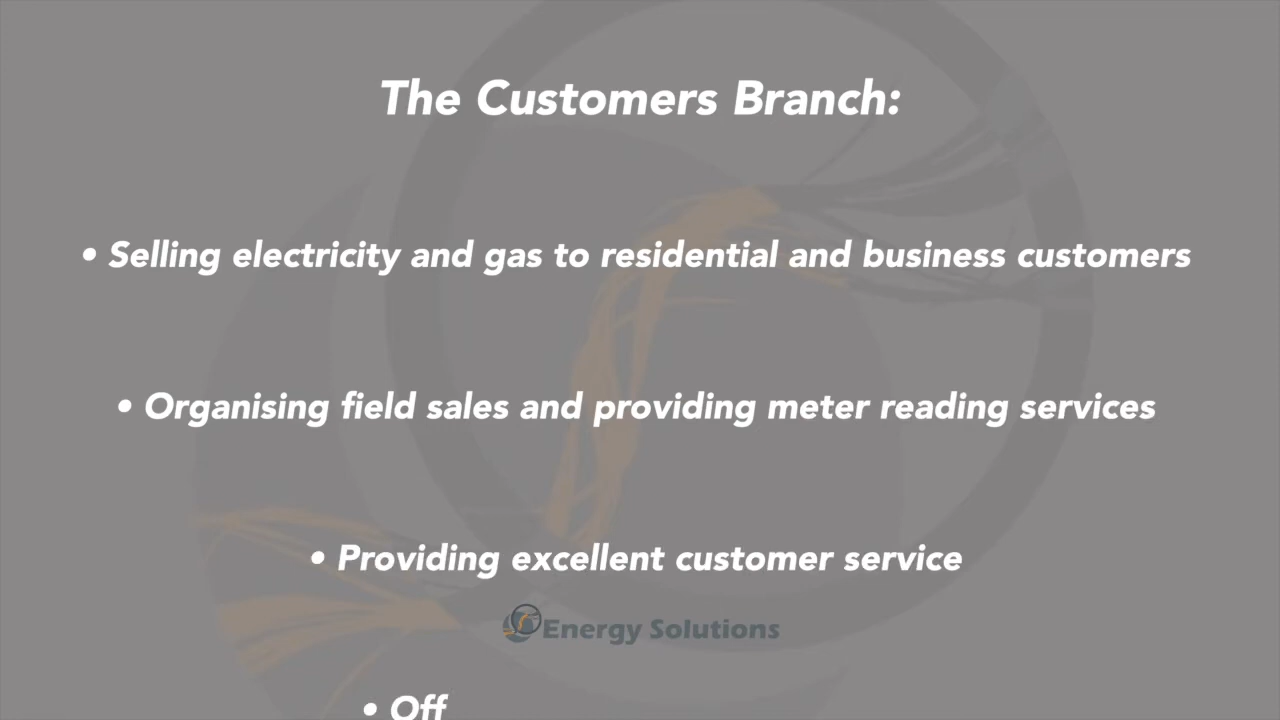 The Customers Branch:
• Selling electricity and gas to residential and business customers
• Organising field sales and providing meter reading services
• Providing excellent customer service
Energy Solutions
• Off